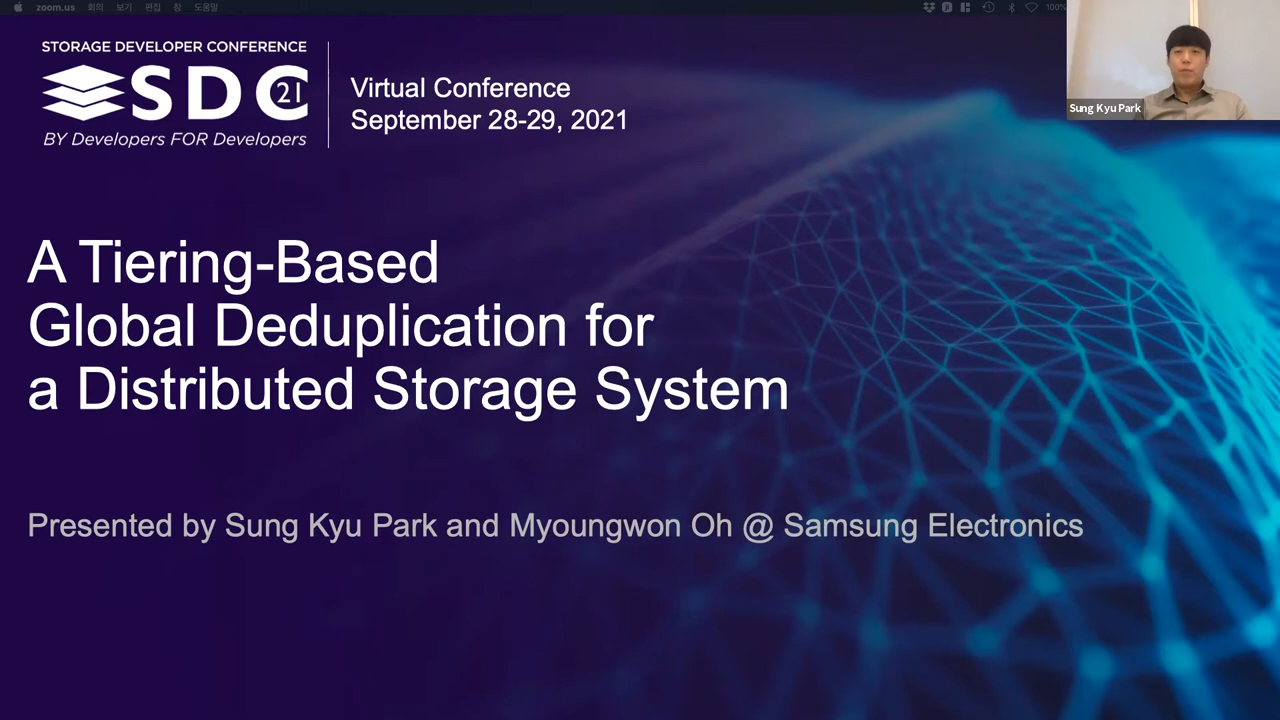 zoom.us 회의 보기 편집 창 도움말 100%
STORAGE DEVELOPER CONFERENCE
SDC 21
BY Developers FOR Developers
Virtual Conference
September 28-29, 2021
Sung Kyu Park
A Tiering-Based
Global Deduplication for
a Distributed Storage System
Presented by Sung Kyu Park and Myoungwon Oh @ Samsung Electronics